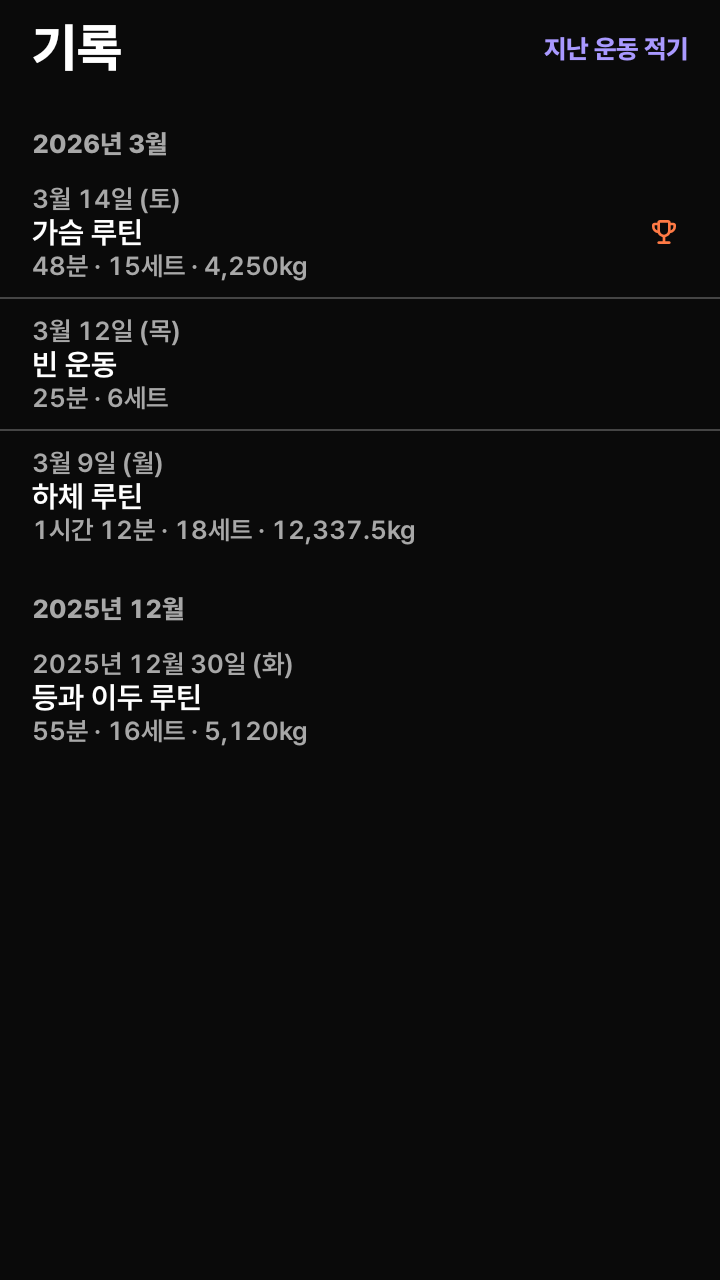 기록
지난 운동 적기
2026년 3월
3월 14일 (토)
가슴 루틴
48분 · 15세트 · 4,250kg
3월 12일 (목)
빈 운동
25분 · 6세트
3월 9일 (월)
하체 루틴
1시간 12분 · 18세트 · 12,337.5kg
2025년 12월
2025년 12월 30일 (화)
등과 이두 루틴
55분 · 16세트 · 5,120kg